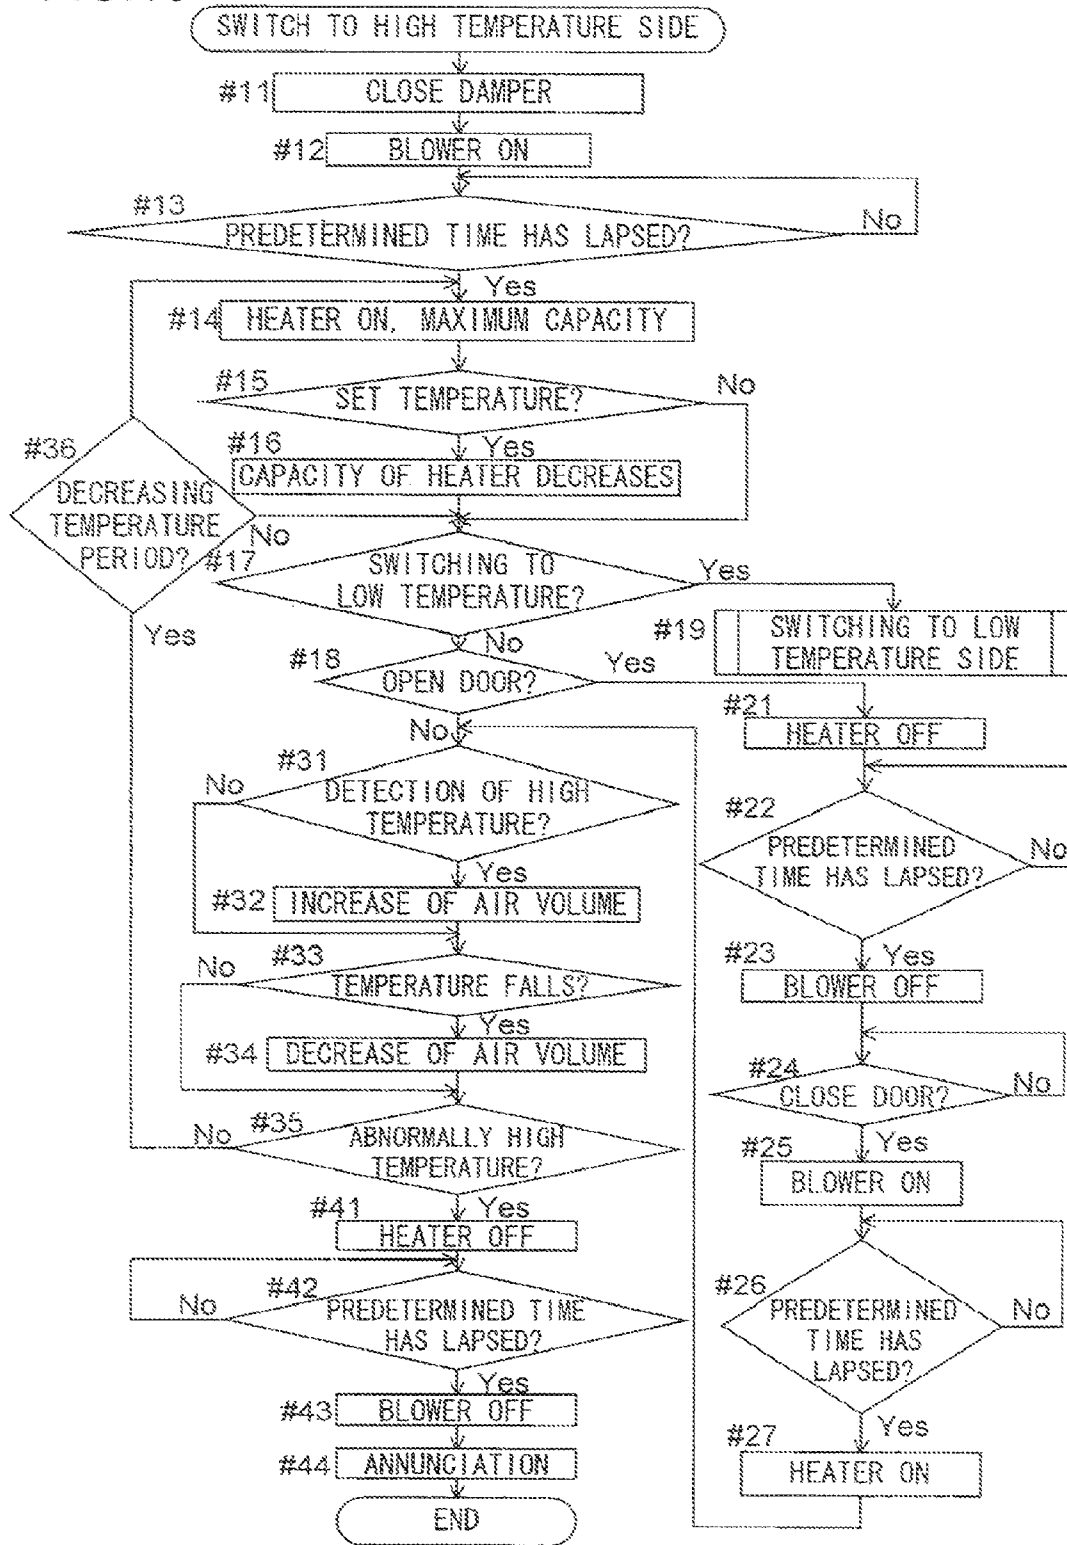 SWITCH TO HIGH TEMPERATURE SIDE
#11 CLOSE DAMPER
#12 BLOWER ON
#13
PREDETERMINED TIME HAS LAPSED?
No
Yes
#14 HEATER ON, MAXIMUM CAPACITY
#15
SET TEMPERATURE?
No
Yes
#16
CAPACITY OF HEATER DECREASES
#36
DECREASING
TEMPERATURE
PERIOD?
No
Yes
#17
SWITCHING TO
LOW TEMPERATURE?
Yes
No
#19
SWITCHING TO LOW
TEMPERATURE SIDE
#18
OPEN DOOR?
Yes
No
#21
HEATER OFF
#22
PREDETERMINED
TIME HAS LAPSED?
No
Yes
#23
BLOWER OFF
#24
CLOSE DOOR?
No
Yes
#25
BLOWER ON
#26
PREDETERMINED
TIME HAS
LAPSED?
No
Yes
#27
HEATER ON
#31
DETECTION OF HIGH
TEMPERATURE?
No
Yes
#32 INCREASE OF AIR VOLUME
#33
TEMPERATURE FALLS?
No
Yes
#34 DECREASE OF AIR VOLUME
#35
ABNORMALLY HIGH
TEMPERATURE?
No
Yes
#41
HEATER OFF
#42
PREDETERMINED TIME
HAS LAPSED?
No
Yes
#43 BLOWER OFF
#44 ANNUNCIATION
END